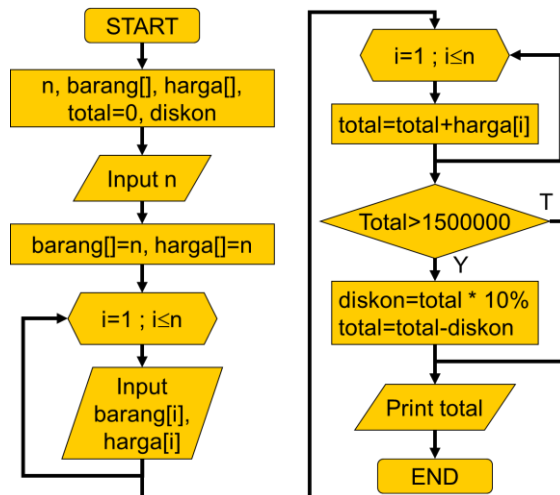 START
n, barang[], harga[],
total=0, diskon
Input n
barang[]=n, harga[]=n
i=1 ; i≤n
Input
barang[i],
harga[i]
i=1 ; i≤n
total=total+harga[i]
Total>1500000
T
Y
diskon=total * 10%
total=total-diskon
Print total
END